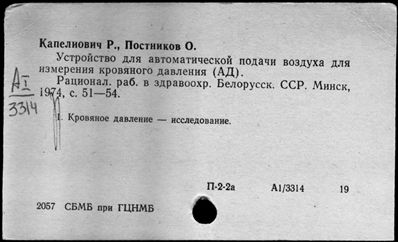 Капелиович Р., Постников О.
Устройство для автоматической подачи воздуха для
измерения кровяного давления (АД).
Рационал. раб. в здравоохр. Белорусск. ССР. Минск,
1974, с. 51—54.
АI
3314
1. Кровяное давление — исследование.
П-2-2а А1/3314 19
2057 СБМБ при ГЦНМБ